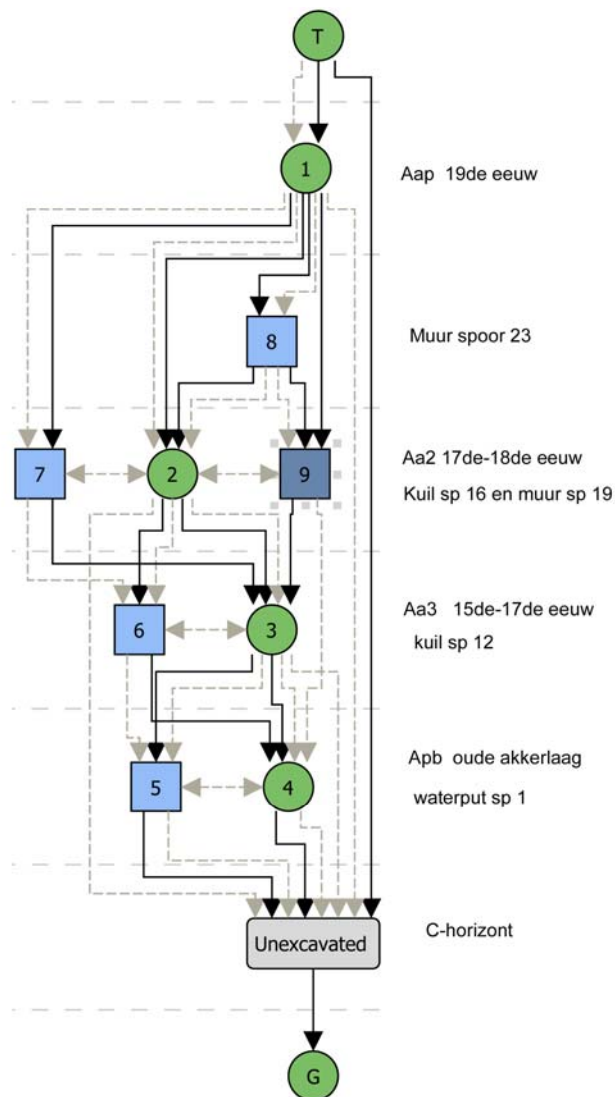 T
1
Aap 19de eeuw
8
Muur spoor 23
7
2
9
Aa2 17de-18de eeuw
Kuil sp 16 en muur sp 19
6
3
Aa3 15de-17de eeuw
kuil sp 12
5
4
Apb oude akkerlaag
waterput sp 1
Unexcavated
C-horizont
G